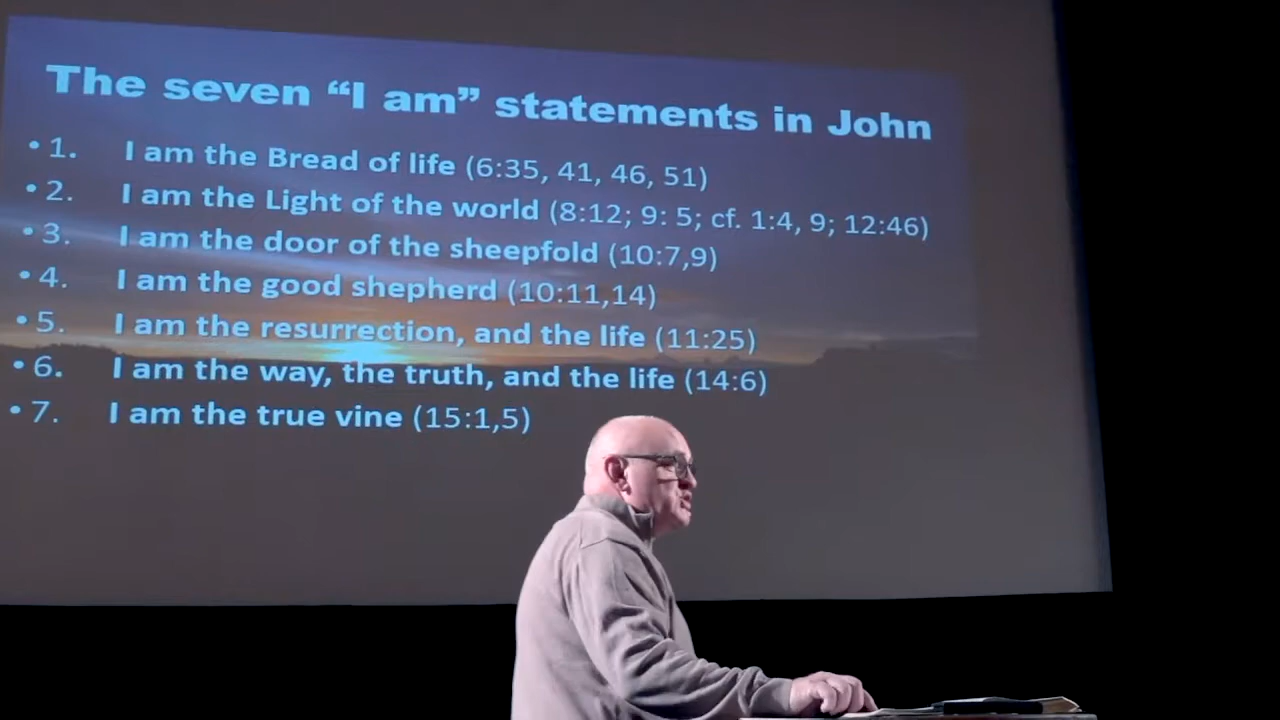 The seven “I am” statements in John
• 1. I am the Bread of life (6:35, 41, 46, 51)
• 2. I am the Light of the world (8:12; 9: 5; cf. 1:4, 9; 12:46)
• 3. I am the door of the sheepfold (10:7,9)
• 4. I am the good shepherd (10:11,14)
• 5. I am the resurrection, and the life (11:25)
• 6. I am the way, the truth, and the life (14:6)
• 7. I am the true vine (15:1,5)